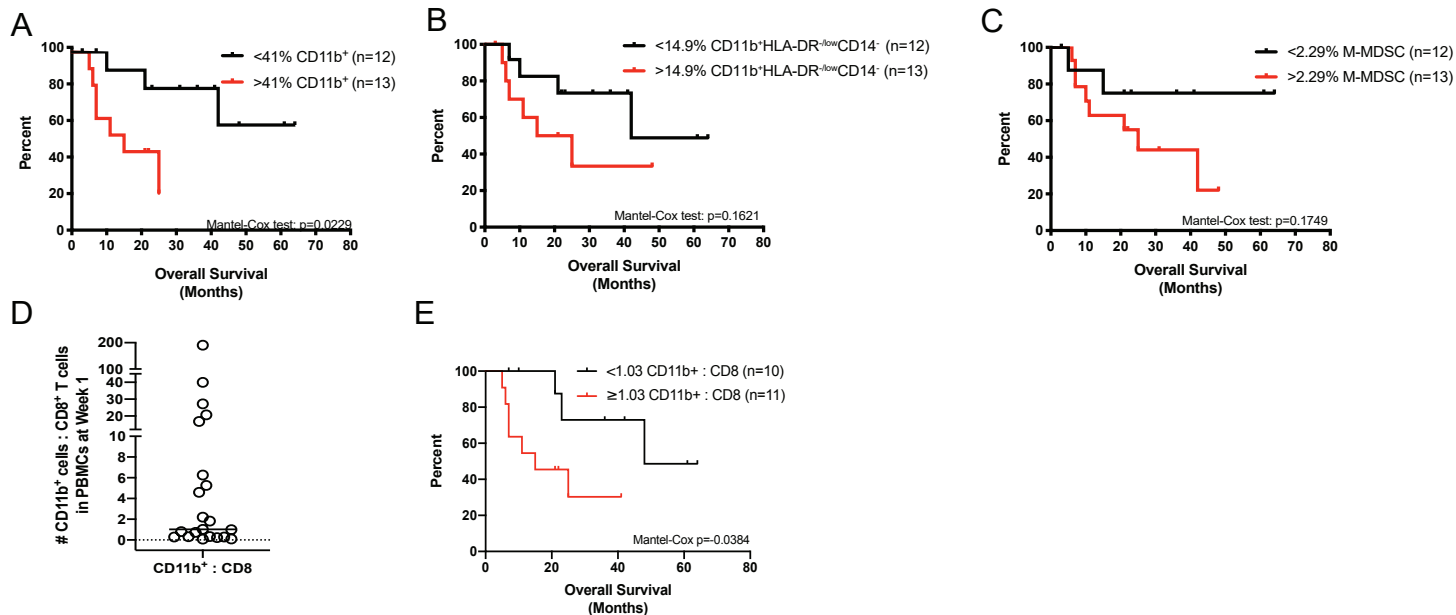 A
<41% CD11b⁺ (n=12)
>41% CD11b⁺ (n=13)
100
80
60
40
20
0
Percent
Mantel-Cox test: p=0.0229
0 10 20 30 40 50 60 70 80
Overall Survival
(Months)
B
<14.9% CD11b⁺HLA-DR⁻/ˡᵒʷCD14⁻ (n=12)
>14.9% CD11b⁺HLA-DR⁻/ˡᵒʷCD14⁻ (n=13)
100
80
60
40
20
0
Percent
Mantel-Cox test: p=0.1621
0 10 20 30 40 50 60 70 80
Overall Survival
(Months)
C
<2.29% M-MDSC (n=12)
>2.29% M-MDSC (n=13)
100
80
60
40
20
0
Percent
Mantel-Cox test: p=0.1749
0 10 20 30 40 50 60 70 80
Overall Survival
(Months)
D
# CD11b⁺ cells : CD8⁺ T cells
in PBMCs at Week 1
200
100
40
20
10
8
6
4
2
0
CD11b⁺ : CD8
E
<1.03 CD11b+ : CD8 (n=10)
≥1.03 CD11b+ : CD8 (n=11)
100
80
60
40
20
0
Percent
Mantel-Cox p=-0.0384
0 20 40 60 80
Overall Survival
(Months)